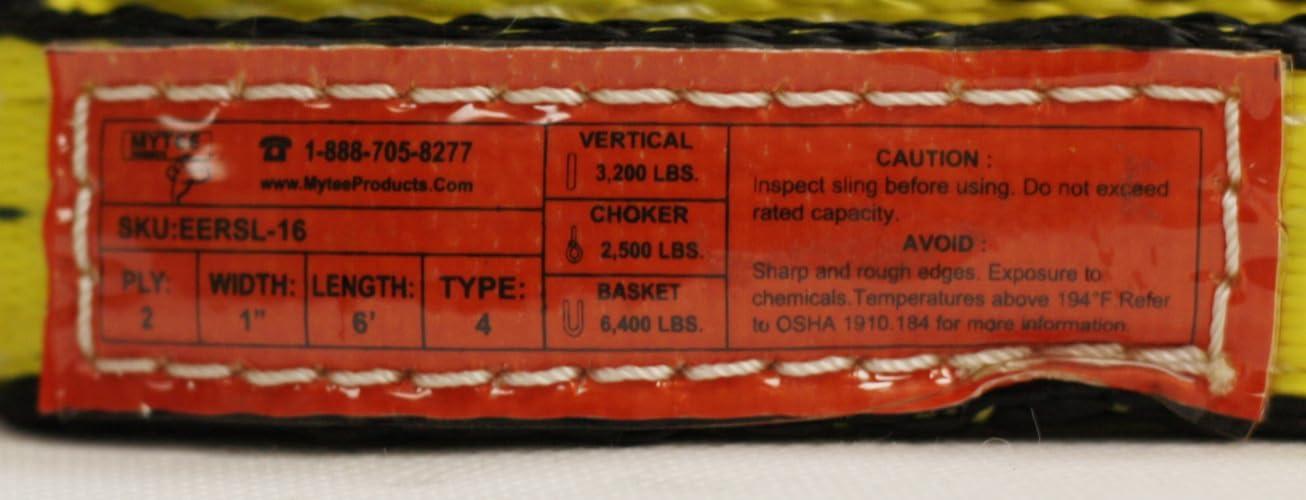 MYTEE
☎ 1-888-705-8277
www.MyteeProducts.Com
SKU:EERSL-16
PLY: WIDTH: LENGTH: TYPE:
2 1" 6' 4
VERTICAL
3,200 LBS.
CHOKER
2,500 LBS.
BASKET
6,400 LBS.
CAUTION :
Inspect sling before using. Do not exceed
rated capacity.
AVOID :
Sharp and rough edges. Exposure to
chemicals.Temperatures above 194°F.Refer
to OSHA 1910.184 for more information.